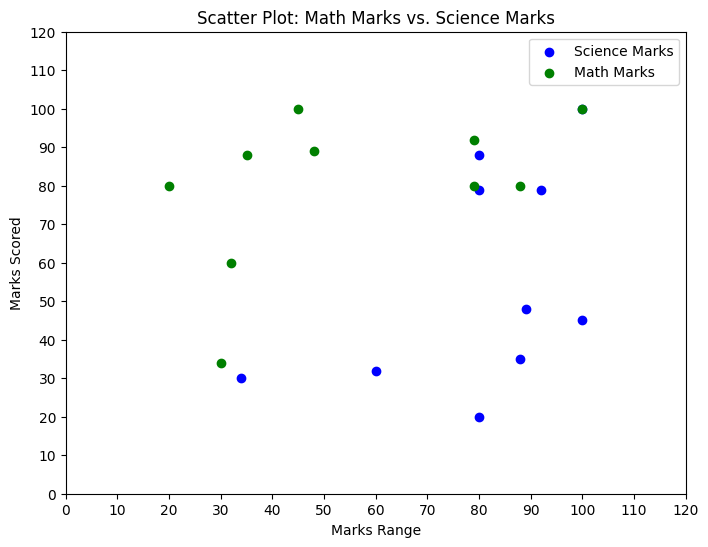 Scatter Plot: Math Marks vs. Science Marks
120
110
100
90
80
70
60
50
40
30
20
10
0
Marks Scored
Science Marks
Math Marks
0 10 20 30 40 50 60 70 80 90 100 110 120
Marks Range